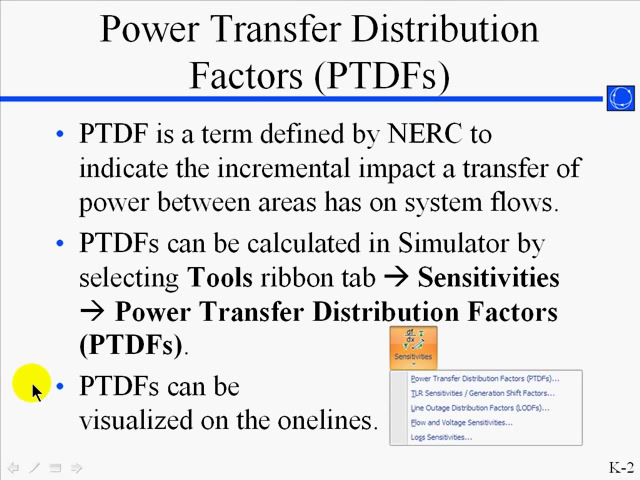 Power Transfer Distribution
Factors (PTDFs)
• PTDF is a term defined by NERC to
indicate the incremental impact a transfer of
power between areas has on system flows.
• PTDFs can be calculated in Simulator by
selecting Tools ribbon tab → Sensitivities
→ Power Transfer Distribution Factors
(PTDFs).
• PTDFs can be
visualized on the onelines.
Sensitivities
Power Transfer Distribution Factors (PTDFs)...
TLR Sensitivities / Generation Shift Factors...
Line Outage Distribution Factors (LODFs)...
Flow and Voltage Sensitivities...
Loss Sensitivities...
K-2